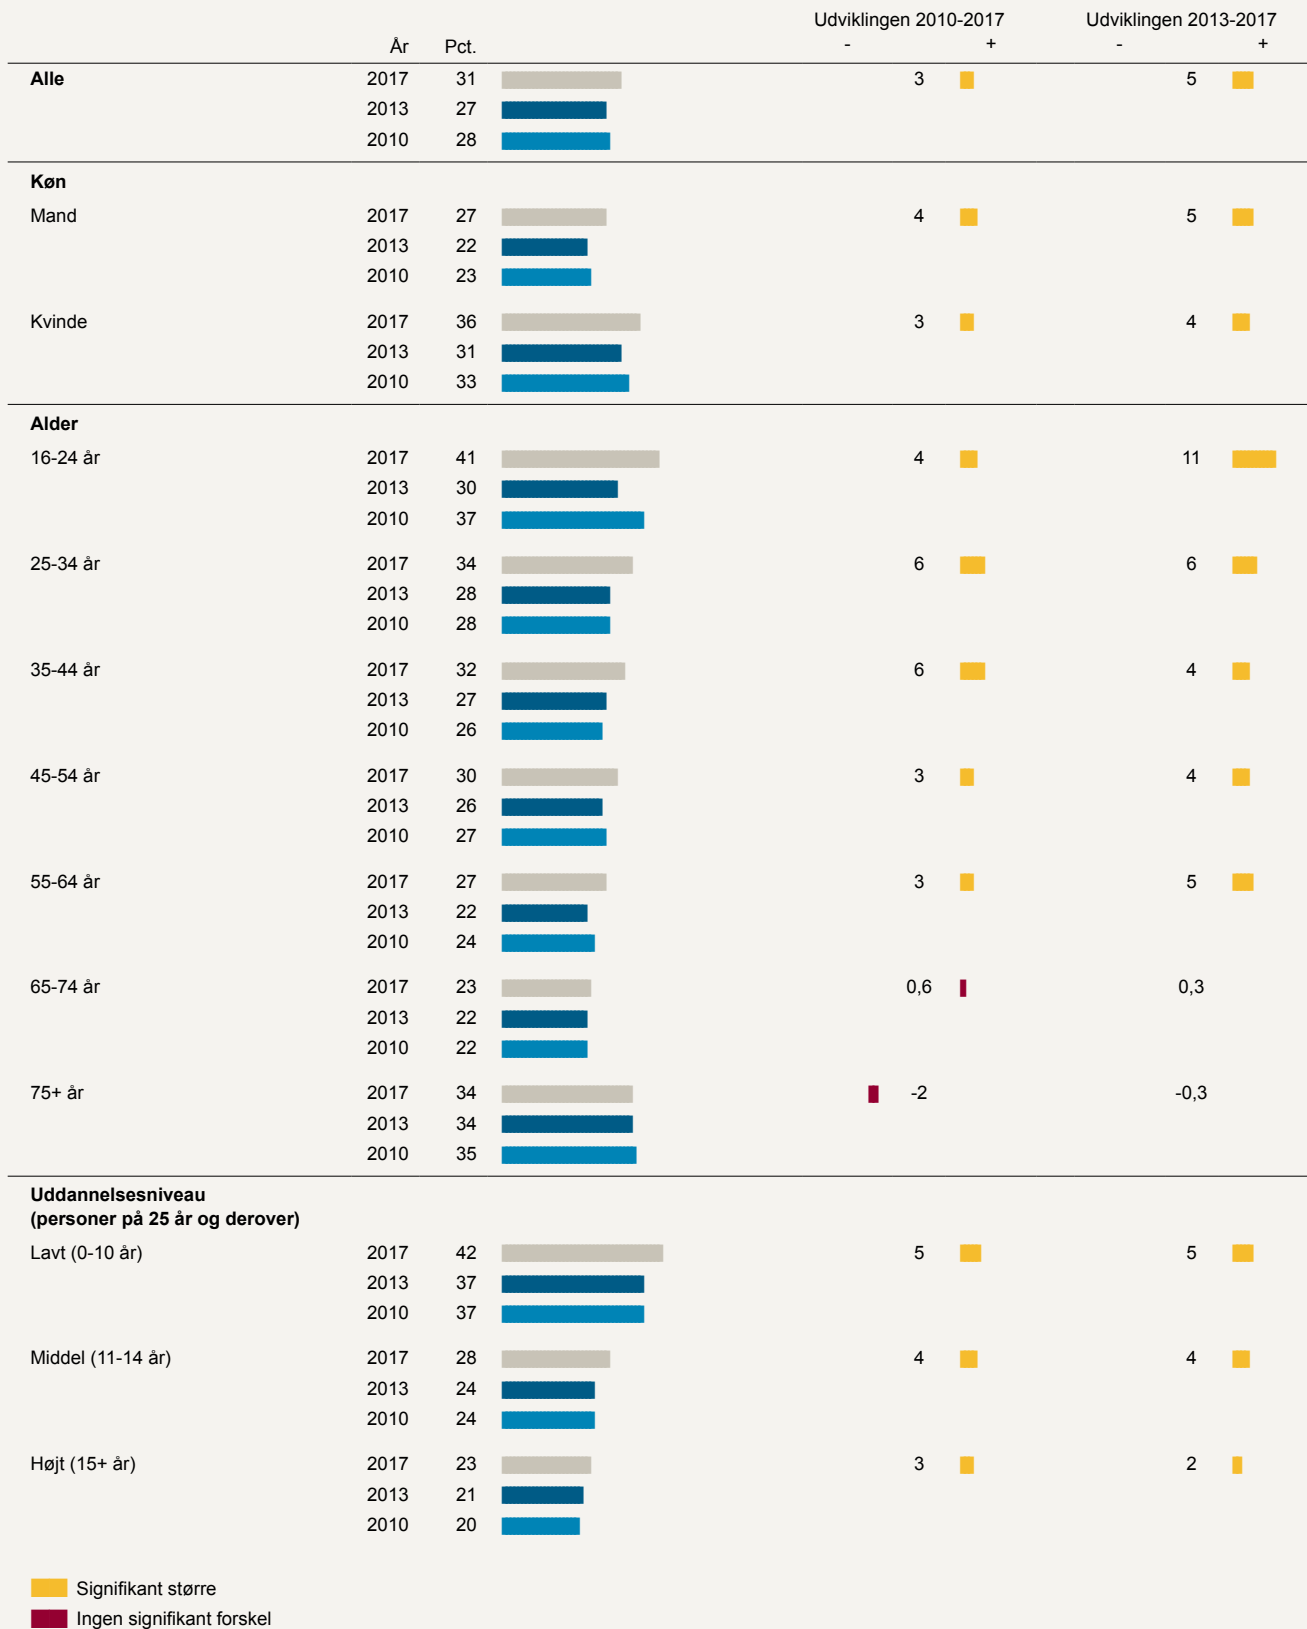 Udviklingen 2010-2017 Udviklingen 2013-2017
År Pct. - + - +
Alle 2017 31 3 5
2013 27
2010 28
Køn
Mand 2017 27 4 5
2013 22
2010 23
Kvinde 2017 36 3 4
2013 31
2010 33
Alder
16-24 år 2017 41 4 11
2013 30
2010 37
25-34 år 2017 34 6 6
2013 28
2010 28
35-44 år 2017 32 6 4
2013 27
2010 26
45-54 år 2017 30 3 4
2013 26
2010 27
55-64 år 2017 27 3 5
2013 22
2010 24
65-74 år 2017 23 0,6 0,3
2013 22
2010 22
75+ år 2017 34 -2 -0,3
2013 34
2010 35
Uddannelsesniveau
(personer på 25 år og derover)
Lavt (0-10 år) 2017 42 5 5
2013 37
2010 37
Middel (11-14 år) 2017 28 4 4
2013 24
2010 24
Højt (15+ år) 2017 23 3 2
2013 21
2010 20
Signifikant større
Ingen signifikant forskel